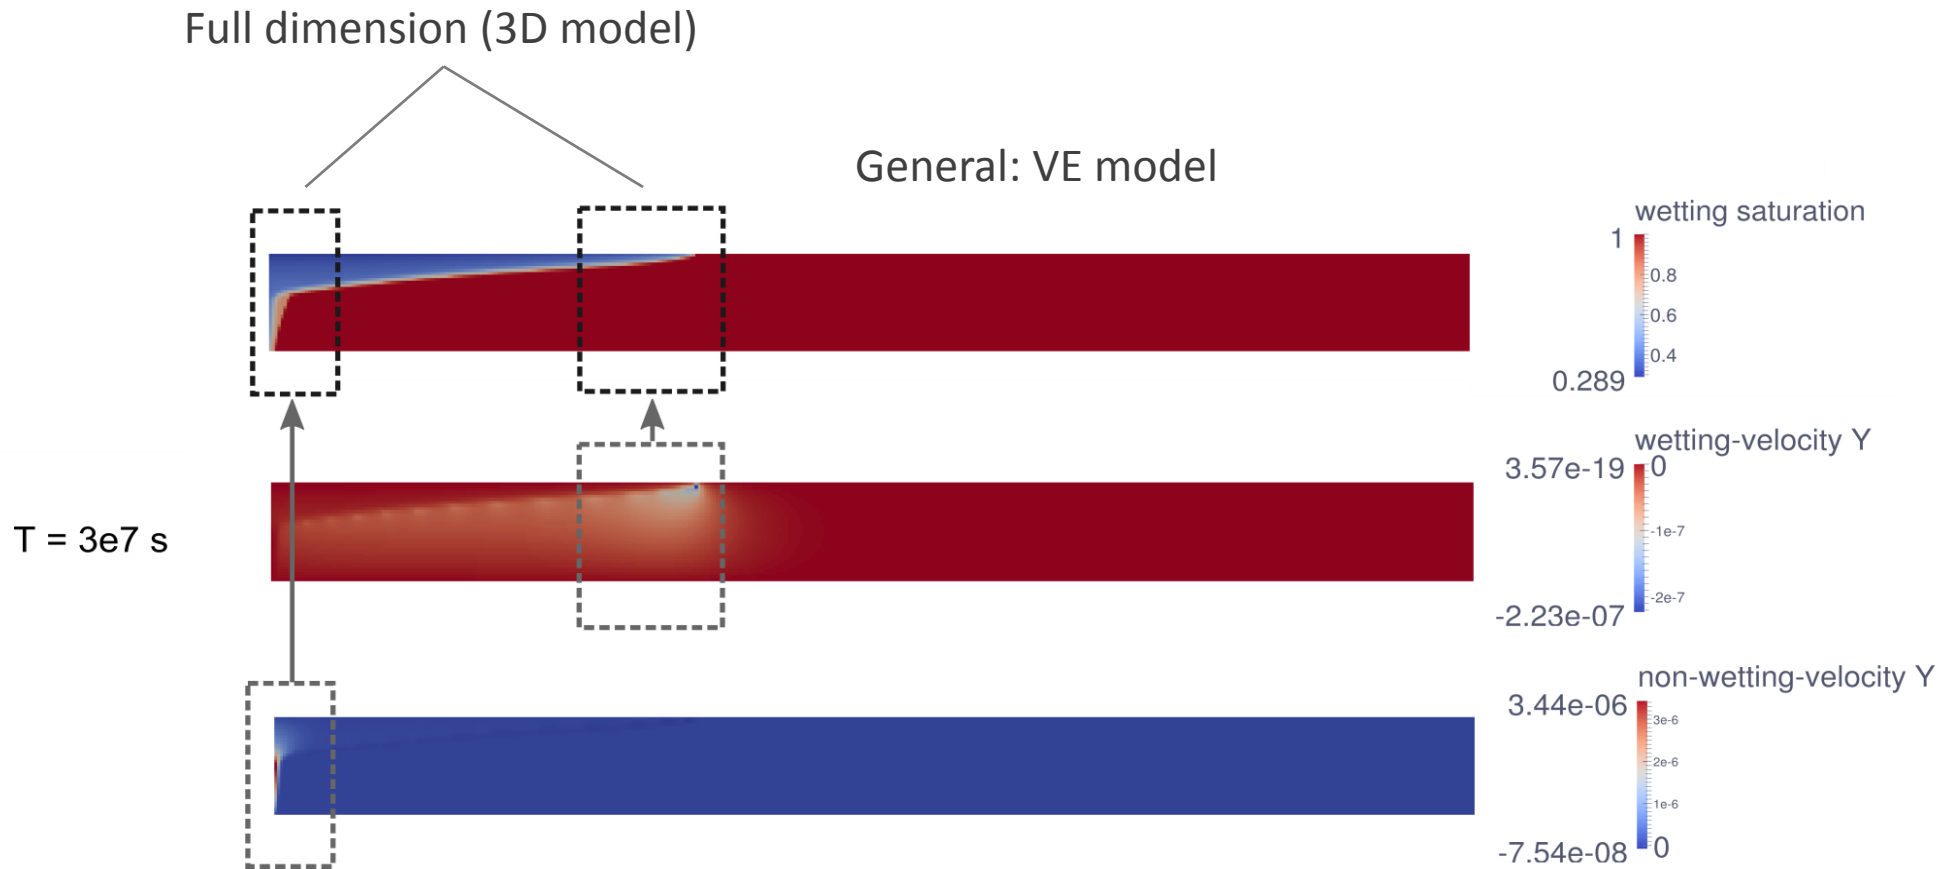 Full dimension (3D model)
General: VE model
wetting saturation
1
0.8
0.6
0.4
0.289
wetting-velocity Y
3.57e-19
0
-1e-7
-2e-7
-2.23e-07
T = 3e7 s
non-wetting-velocity Y
3.44e-06
3e-6
2e-6
1e-6
0
-7.54e-08